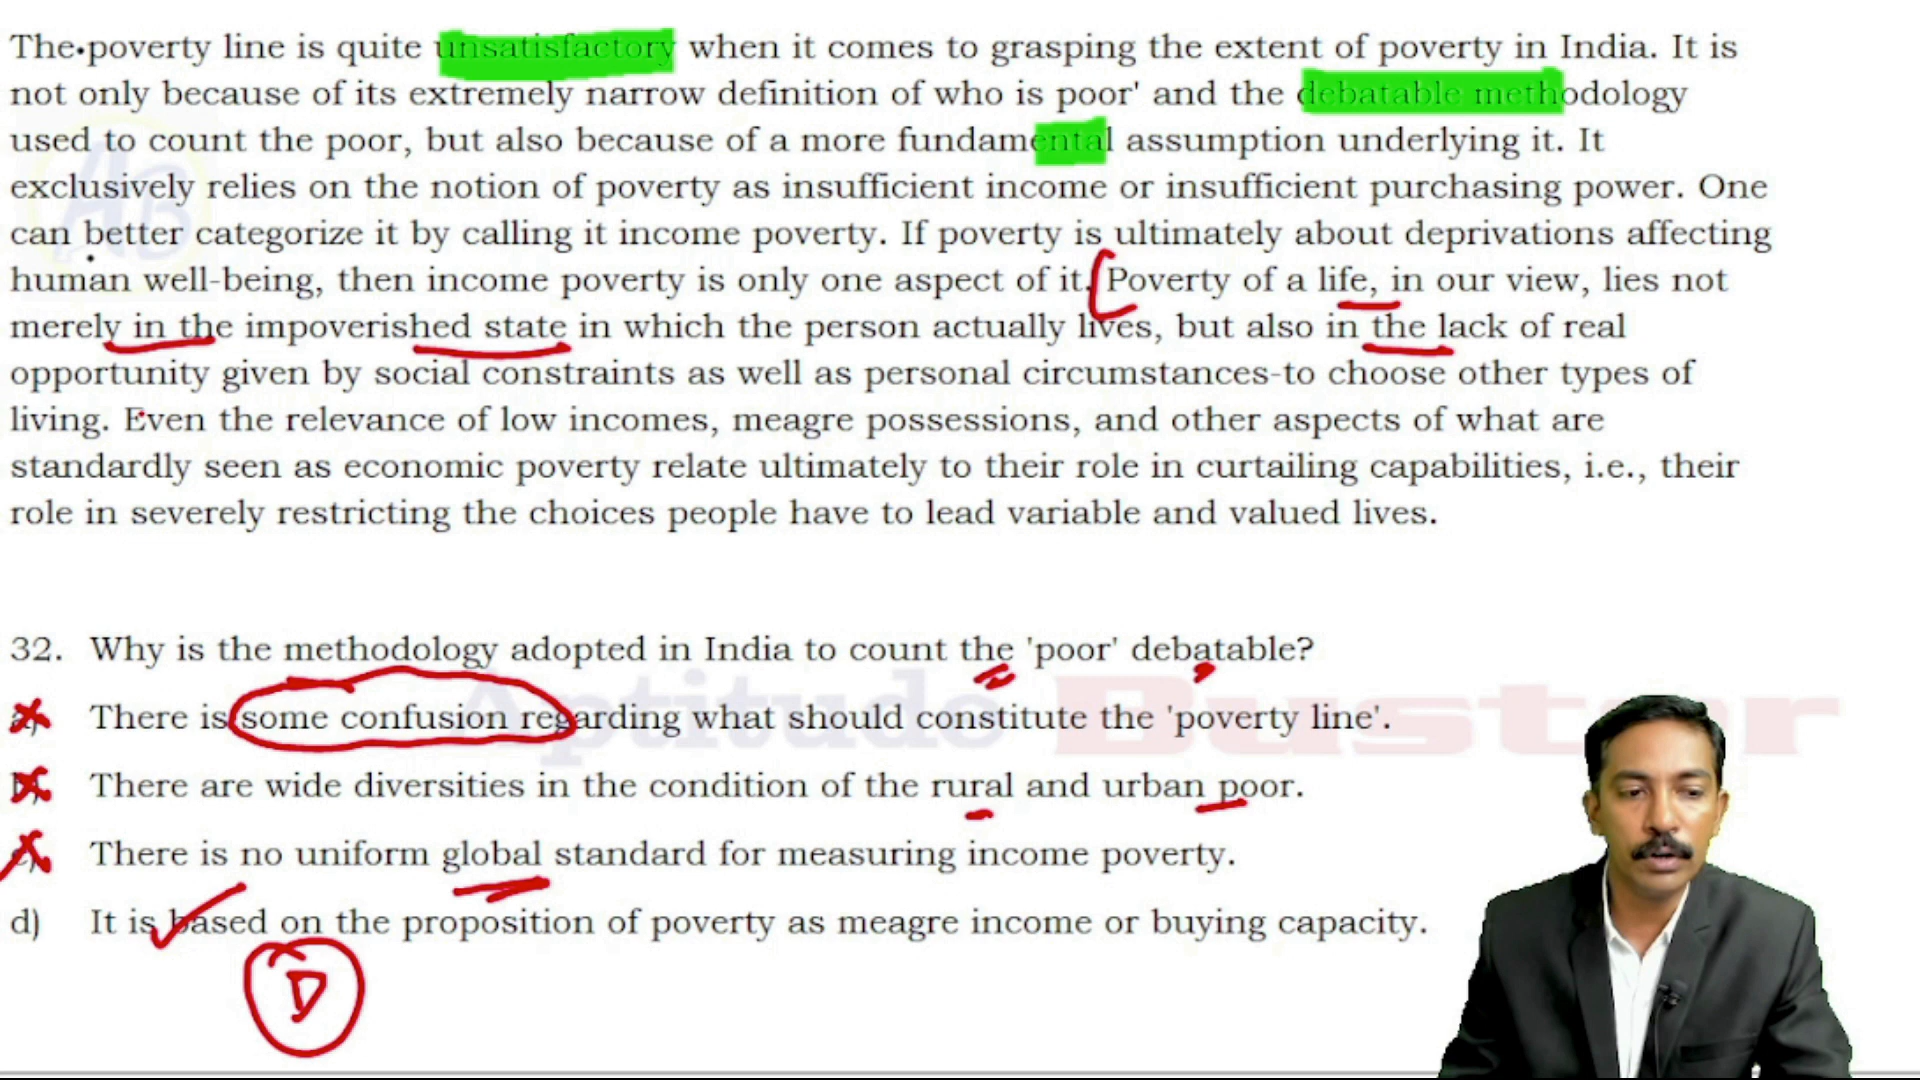 The poverty line is quite unsatisfactory when it comes to grasping the extent of poverty in India. It is
not only because of its extremely narrow definition of who is poor' and the debatable methodology
used to count the poor, but also because of a more fundamental assumption underlying it. It
exclusively relies on the notion of poverty as insufficient income or insufficient purchasing power. One
can better categorize it by calling it income poverty. If poverty is ultimately about deprivations affecting
human well-being, then income poverty is only one aspect of it. Poverty of a life, in our view, lies not
merely in the impoverished state in which the person actually lives, but also in the lack of real
opportunity given by social constraints as well as personal circumstances-to choose other types of
living. Even the relevance of low incomes, meagre possessions, and other aspects of what are
standardly seen as economic poverty relate ultimately to their role in curtailing capabilities, i.e., their
role in severely restricting the choices people have to lead variable and valued lives.
32. Why is the methodology adopted in India to count the 'poor' debatable?
a) There is some confusion regarding what should constitute the 'poverty line'.
b) There are wide diversities in the condition of the rural and urban poor.
c) There is no uniform global standard for measuring income poverty.
d) It is based on the proposition of poverty as meagre income or buying capacity.
D
AB
Aptitude Buster